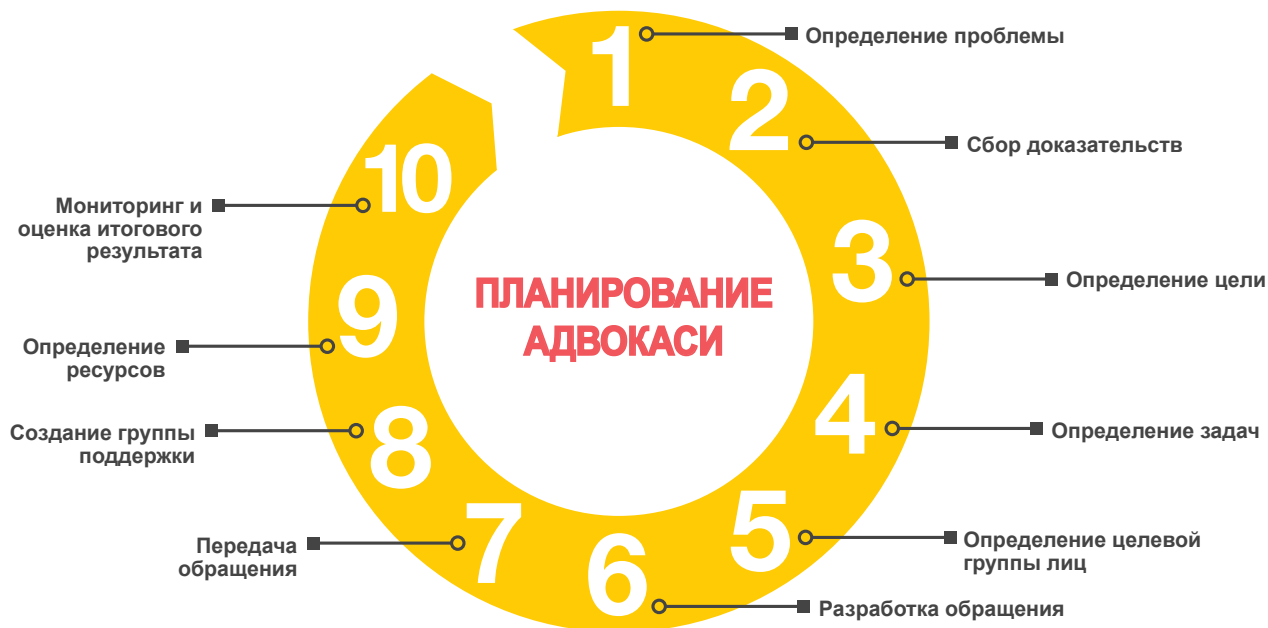 ПЛАНИРОВАНИЕ
АДВОКАСИ
1
Определение проблемы
2
Сбор доказательств
3
Определение цели
4
Определение задач
5
Определение целевой
группы лиц
6
Разработка обращения
7
Передача
обращения
8
Создание группы
поддержки
9
Определение
ресурсов
10
Мониторинг и
оценка итогового
результата